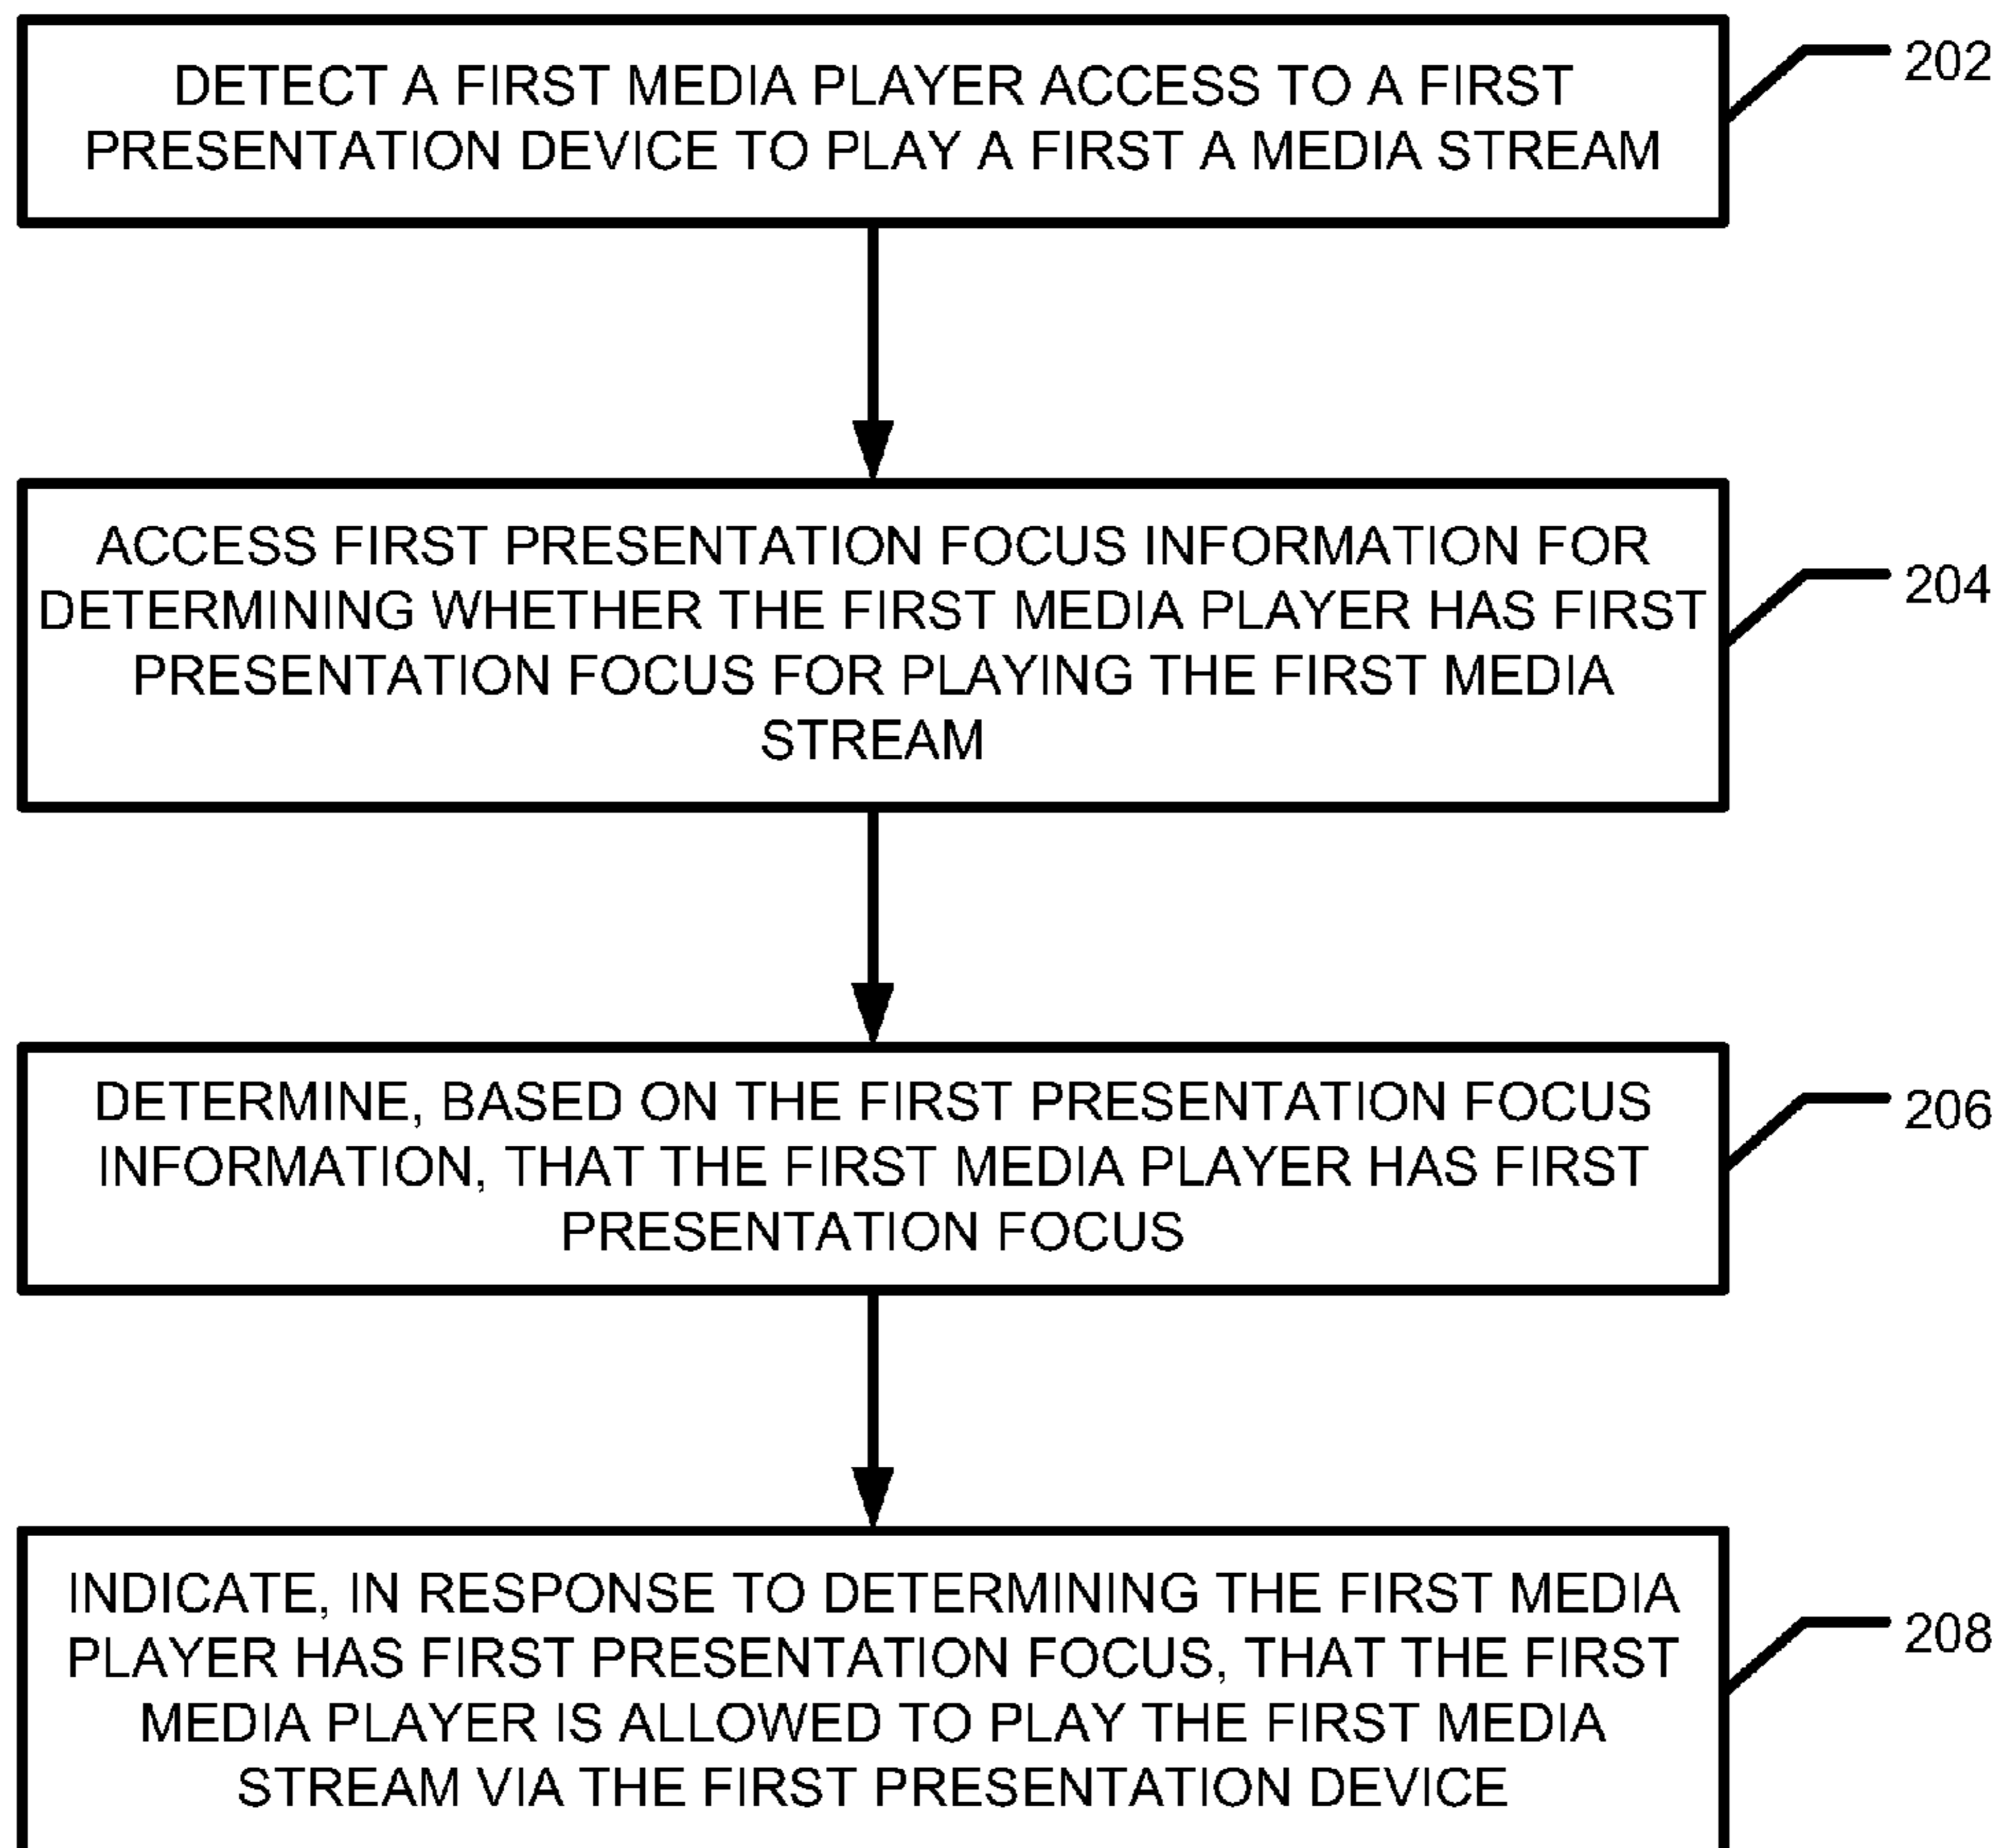 DETECT A FIRST MEDIA PLAYER ACCESS TO A FIRST
PRESENTATION DEVICE TO PLAY A FIRST A MEDIA STREAM
202
ACCESS FIRST PRESENTATION FOCUS INFORMATION FOR
DETERMINING WHETHER THE FIRST MEDIA PLAYER HAS FIRST
PRESENTATION FOCUS FOR PLAYING THE FIRST MEDIA
STREAM
204
DETERMINE, BASED ON THE FIRST PRESENTATION FOCUS
INFORMATION, THAT THE FIRST MEDIA PLAYER HAS FIRST
PRESENTATION FOCUS
206
INDICATE, IN RESPONSE TO DETERMINING THE FIRST MEDIA
PLAYER HAS FIRST PRESENTATION FOCUS, THAT THE FIRST
MEDIA PLAYER IS ALLOWED TO PLAY THE FIRST MEDIA
STREAM VIA THE FIRST PRESENTATION DEVICE
208